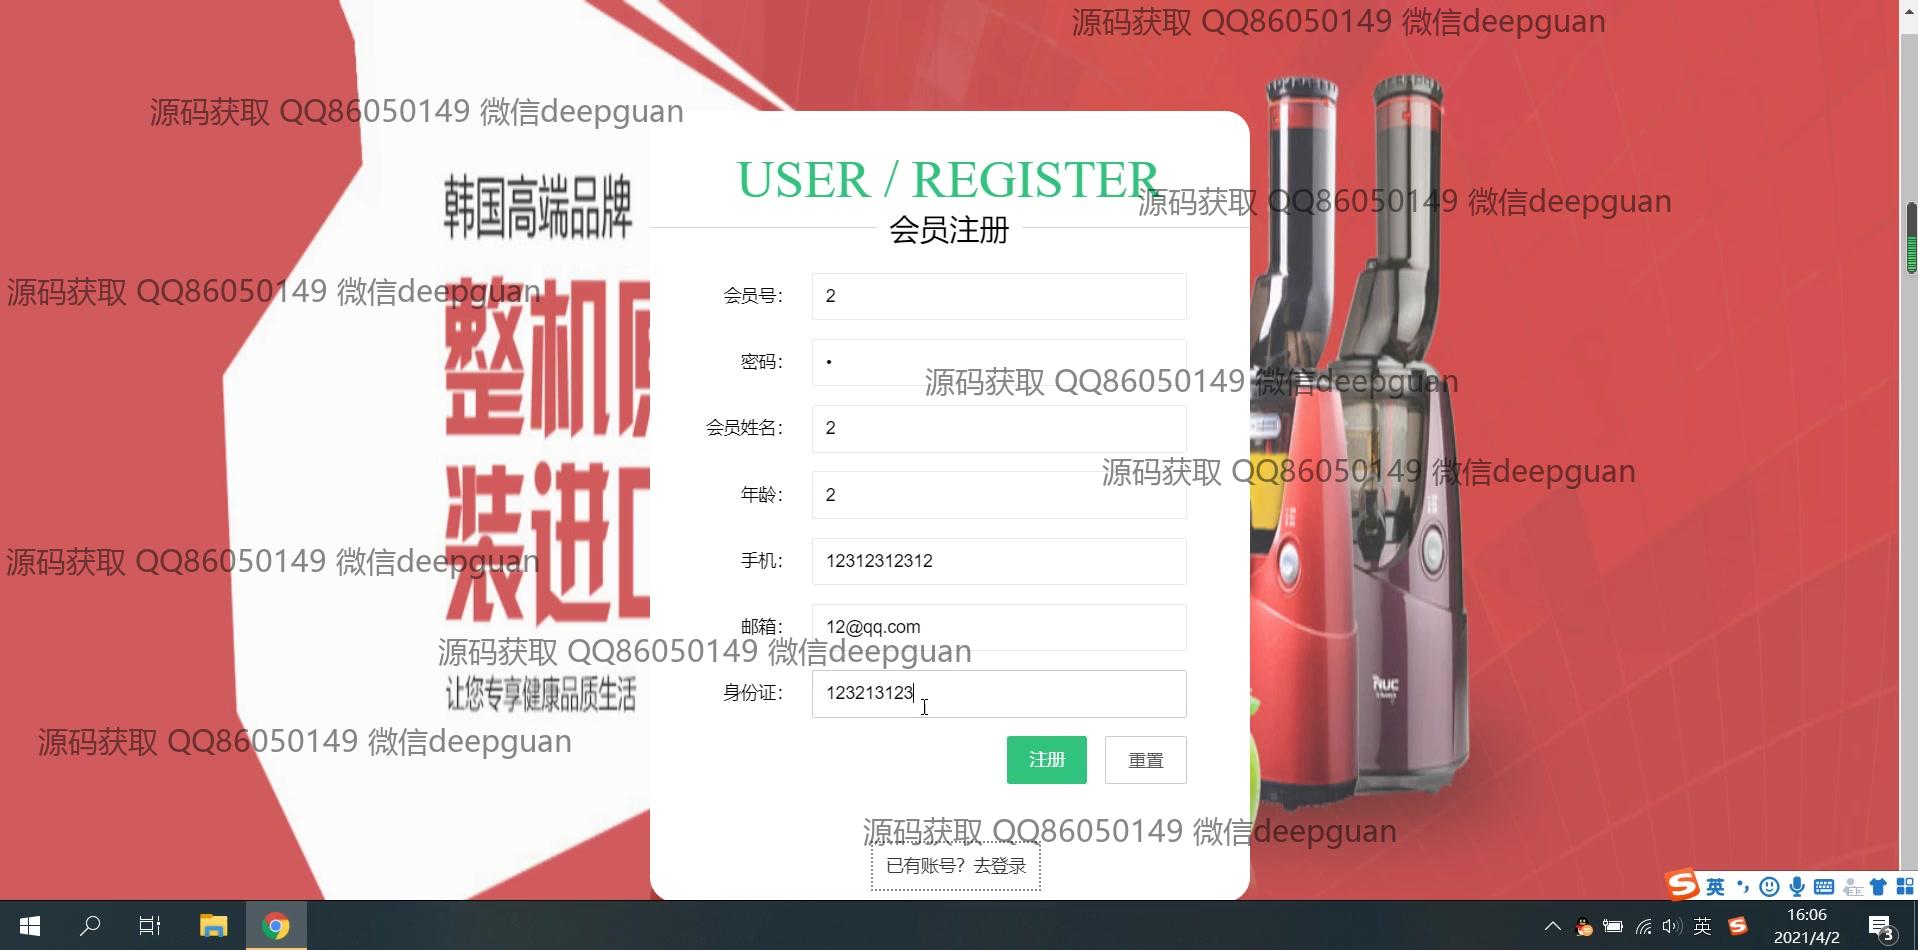 源码获取 QQ86050149 微信deepguan
源码获取 QQ86050149 微信deepguan
USER / REGISTER
韩国高端品牌
源码获取 QQ86050149 微信deepguan
会员注册
源码获取 QQ86050149 微信deepguan
会员号： 2
整机
密码： •
源码获取 QQ86050149 微信deepguan
会员姓名： 2
源码获取 QQ86050149 微信deepguan
年龄： 2
装进口
源码获取 QQ86050149 微信deepguan
手机： 12312312312
邮箱： 12@qq.com
源码获取 QQ86050149 微信deepguan
让您专享健康品质生活
身份证： 123213123
NUC
源码获取 QQ86050149 微信deepguan
注册 重置
源码获取 QQ86050149 微信deepguan
已有账号？去登录
英
英
16:06
2021/4/2
3